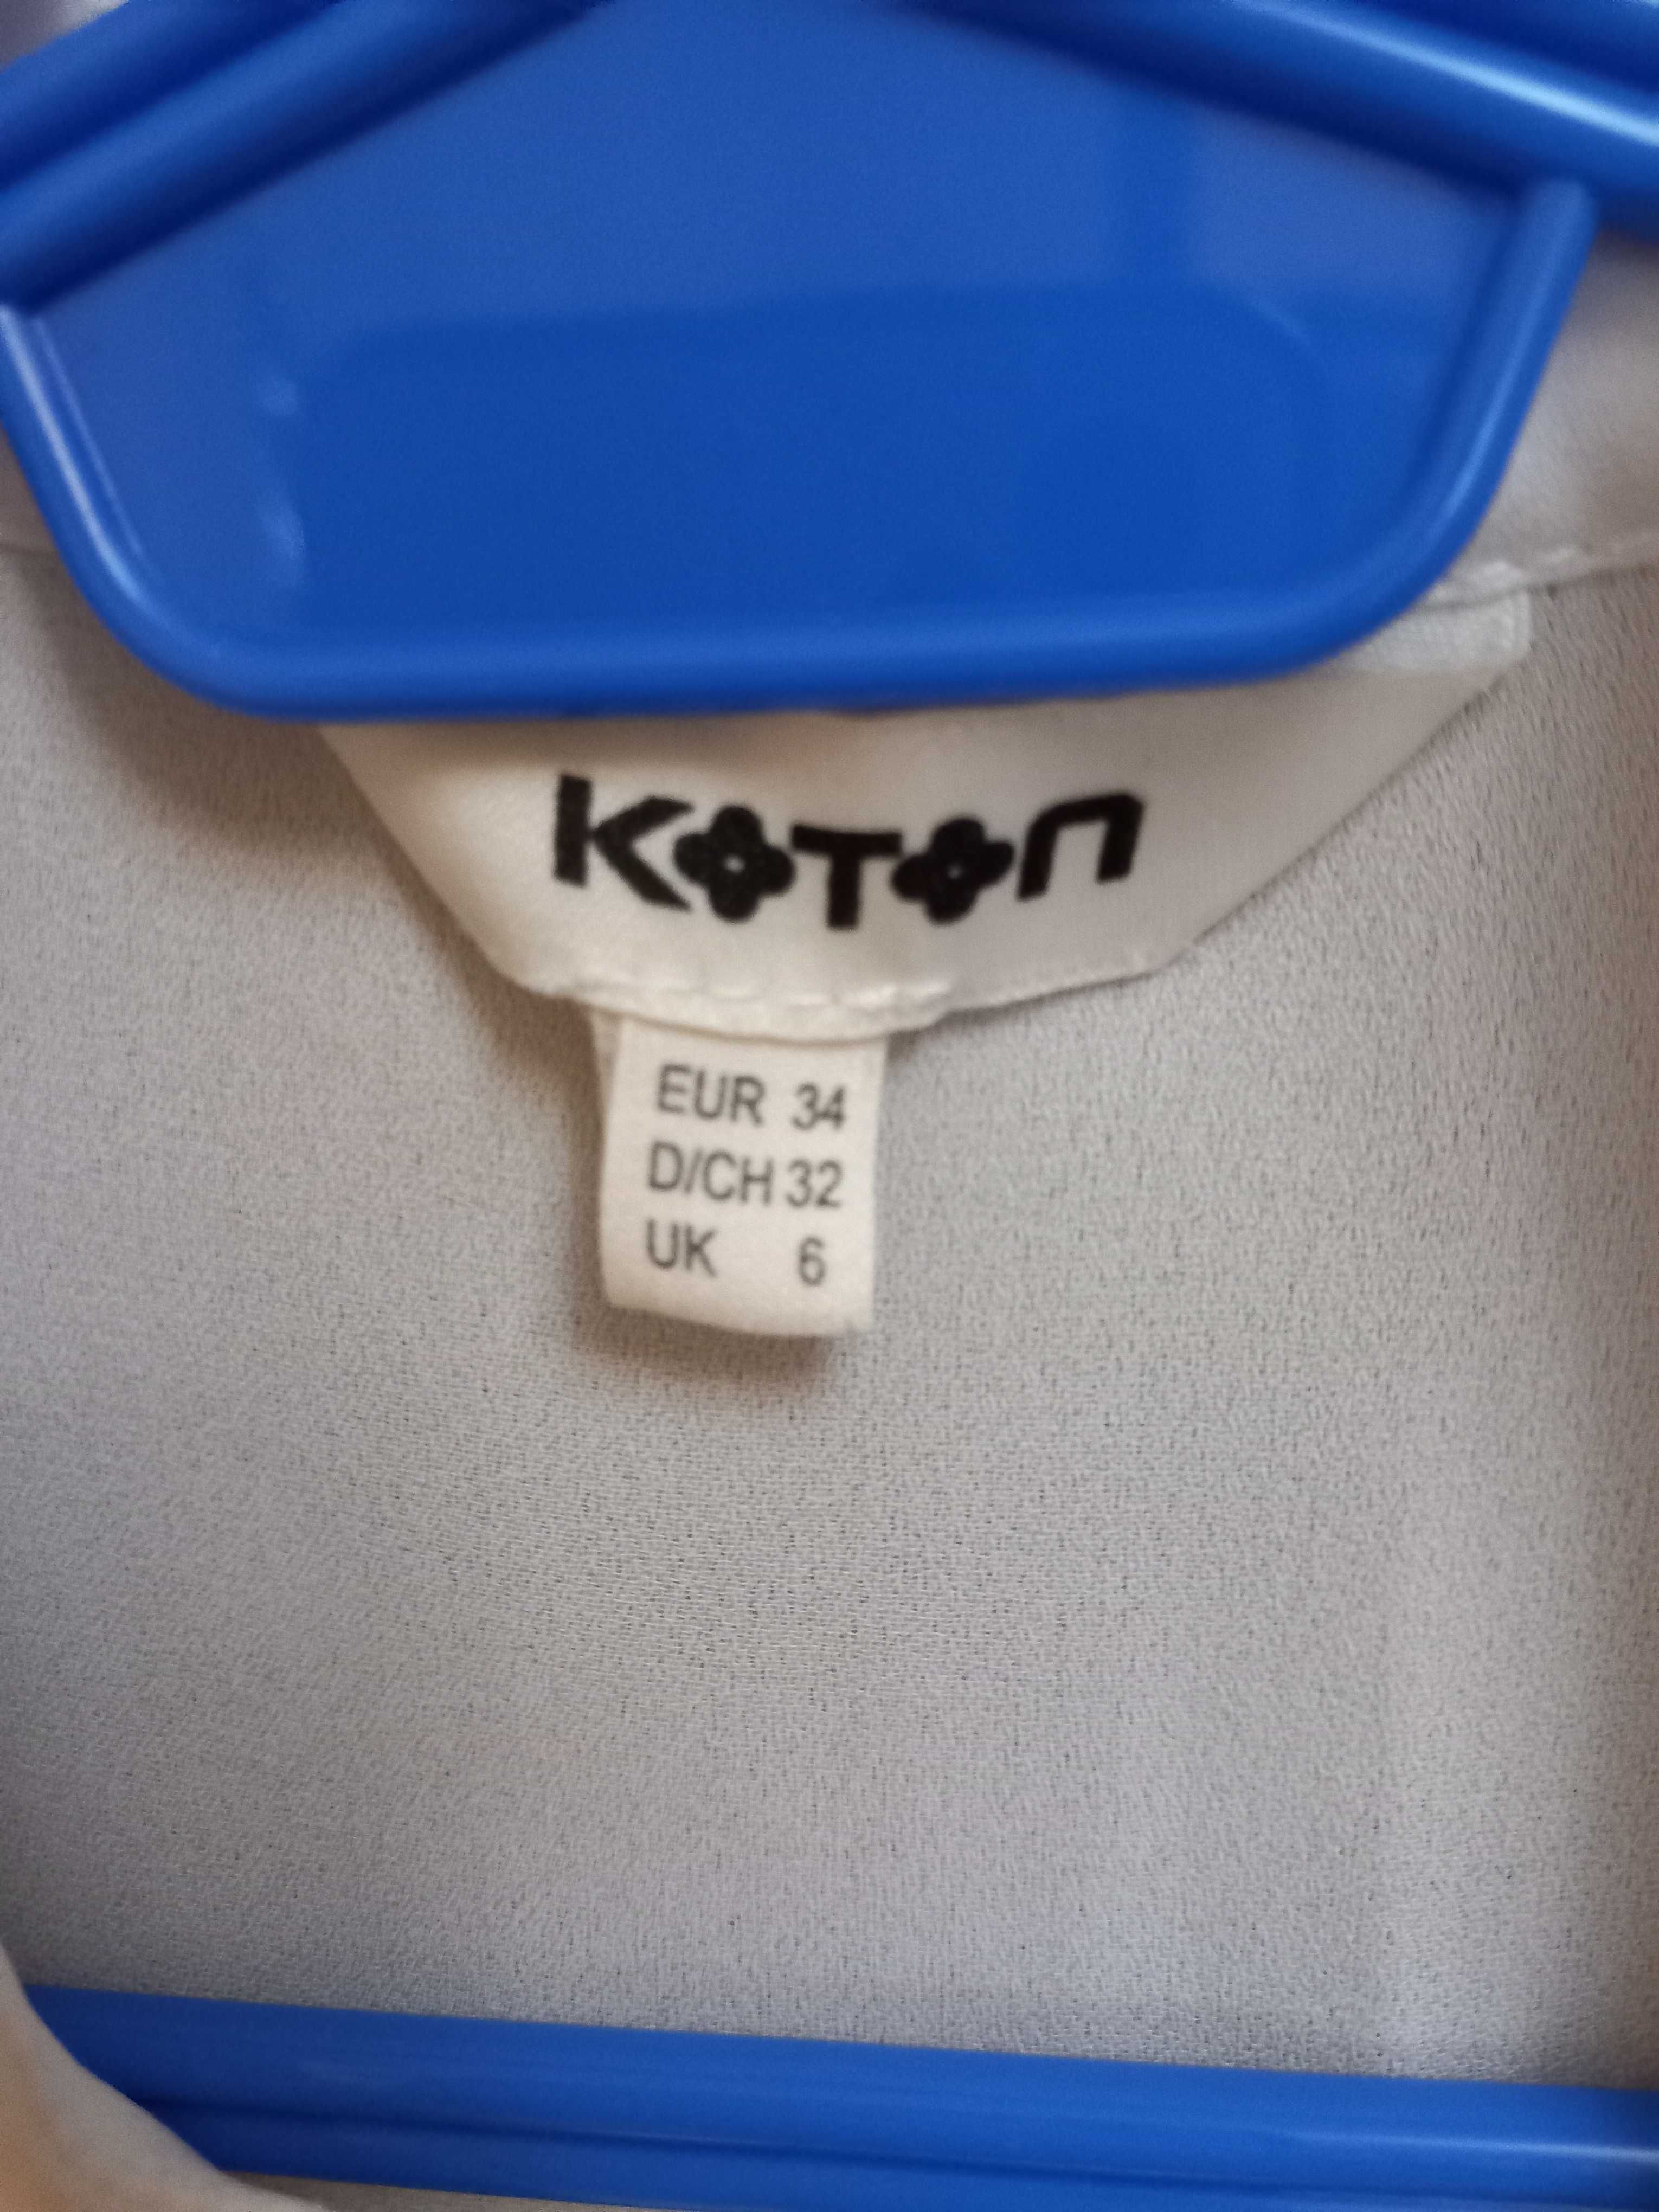 KOTON
EUR 34
D/CH 32
UK 6